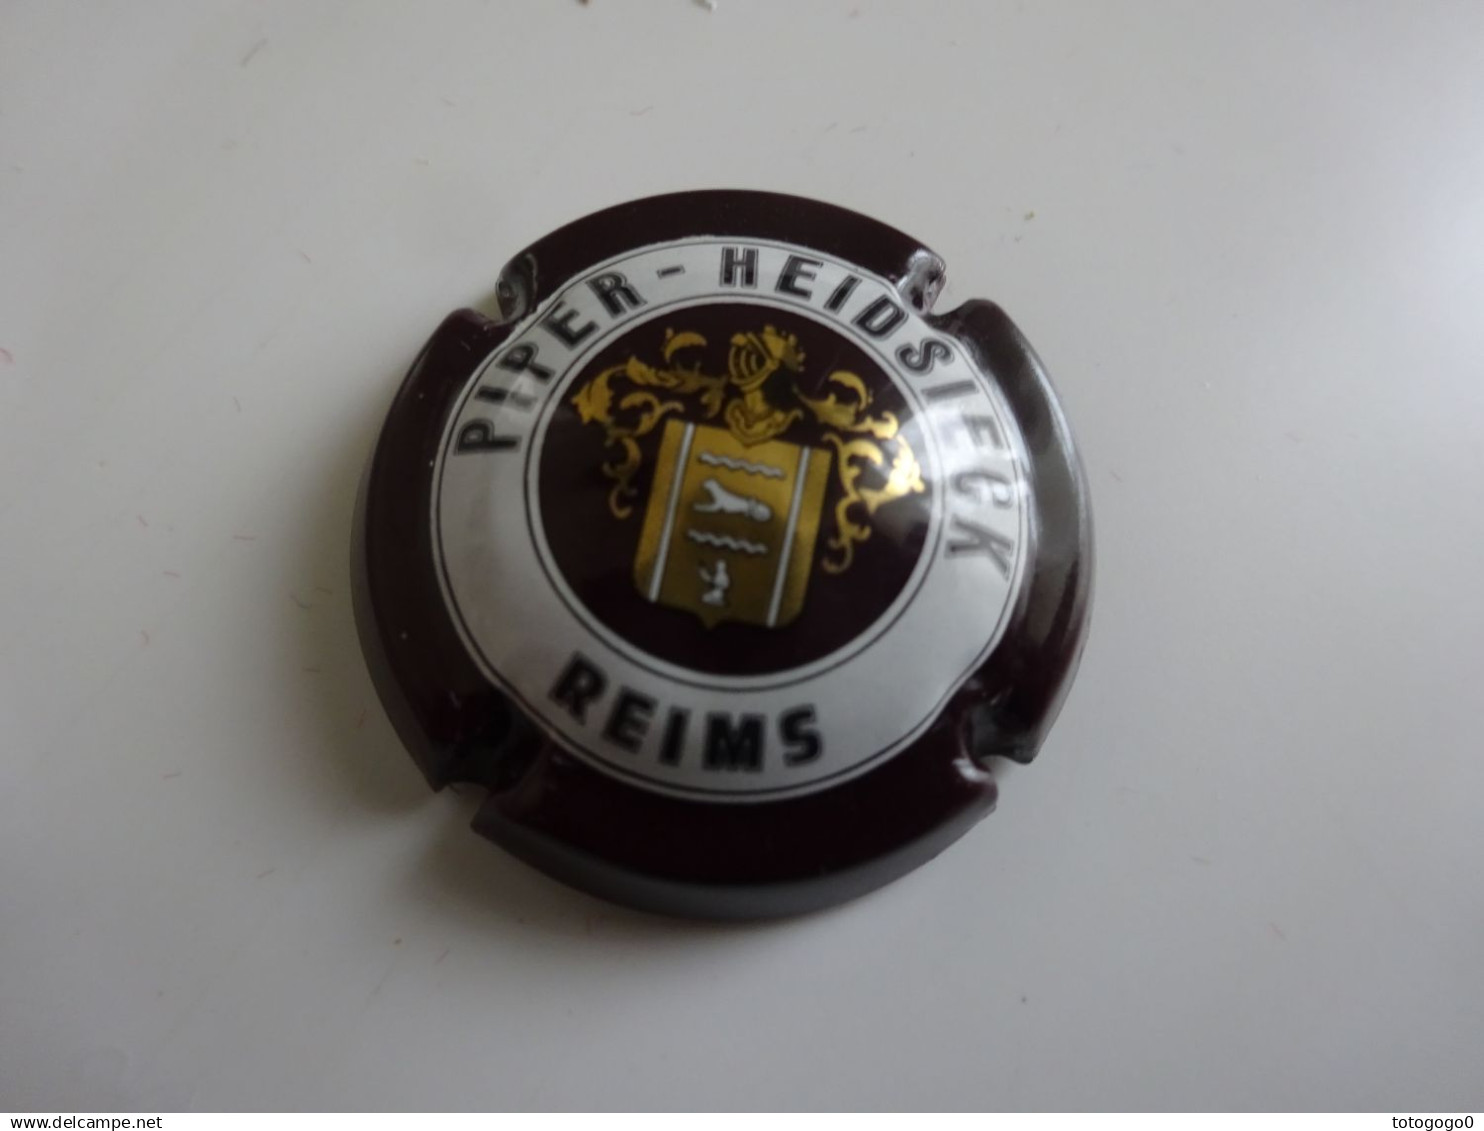 PIPER - HEIDSIECK
REIMS
www.delcampe.net
totogogo0